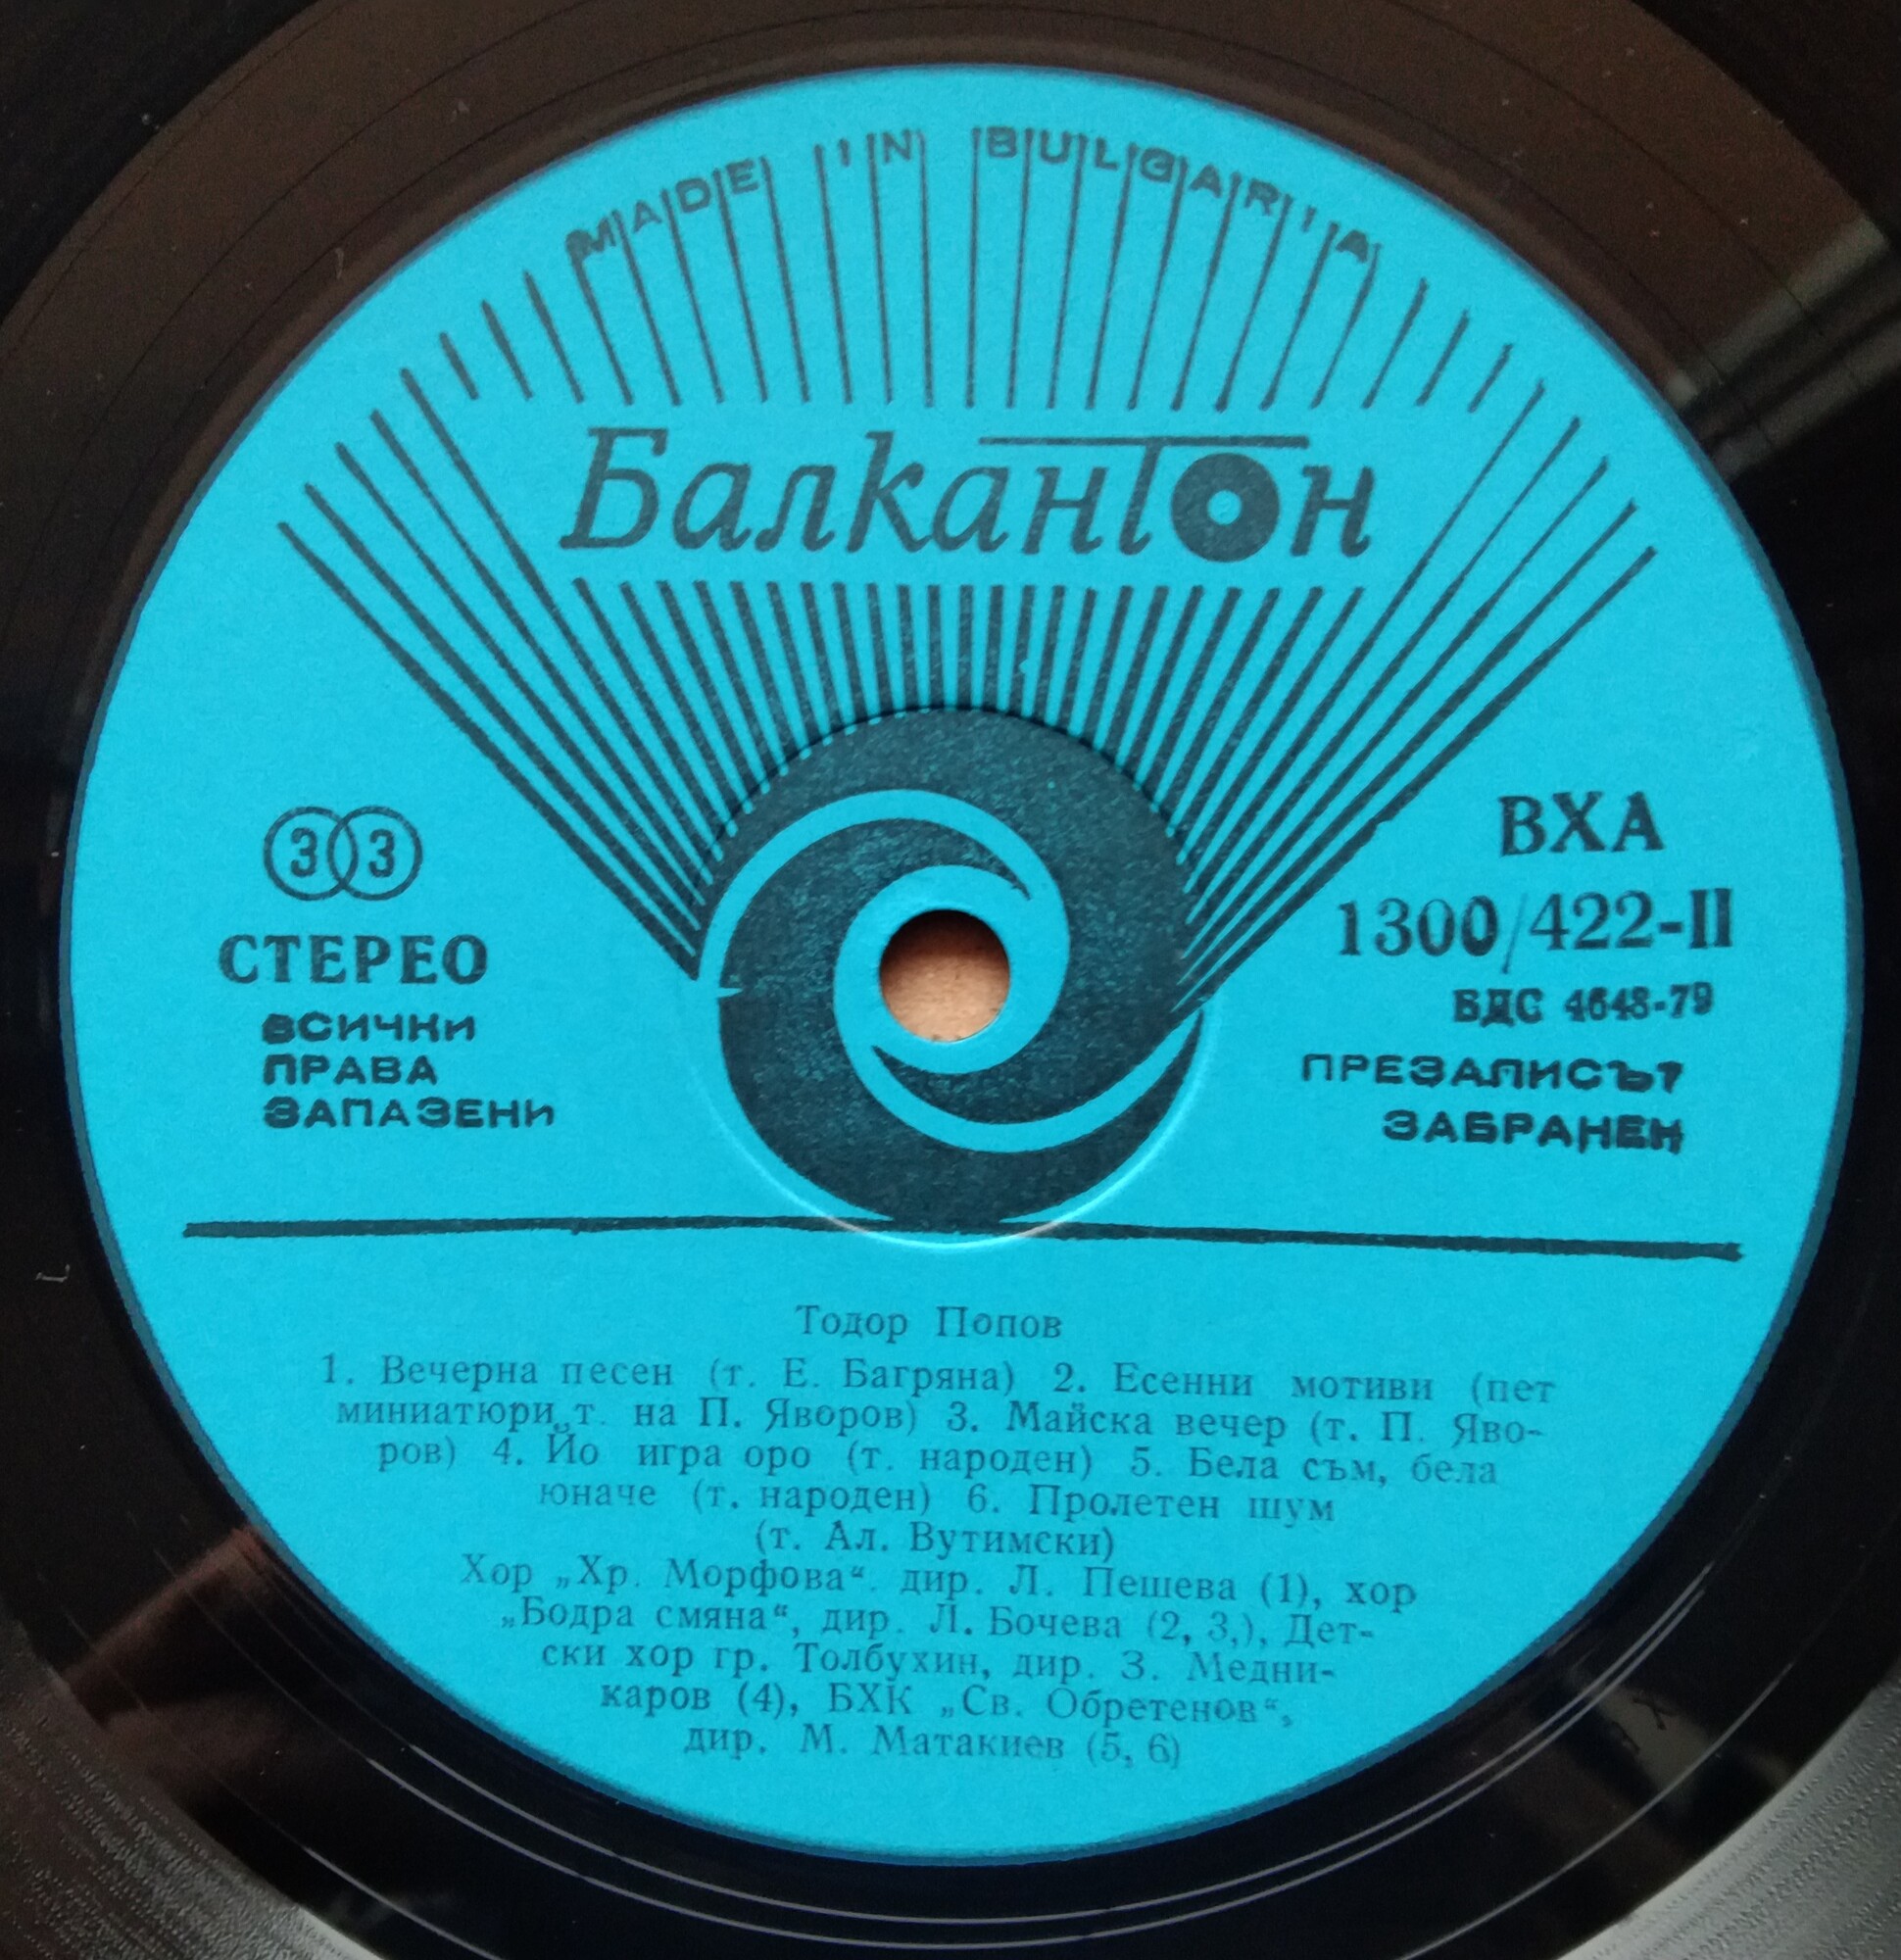 MADE IN BULGARIA
Балкантон
33
СТЕРЕО
ВСИЧКИ
ПРАВА
ЗАПАЗЕНИ
ВХА
1300/422-II
БДС 4648-79
ПРЕЗАПИСЪТ
ЗАБРАНЕН
Тодор Попов
1. Вечерна песен (т. Е. Багряна) 2. Есенни мотиви (пет
миниатюри, т. на П. Яворов) 3. Майска вечер (т. П. Яво-
ров) 4. Йо игра оро (т. народен) 5. Бела съм, бела
юначе (т. народен) 6. Пролетен шум
(т. Ал. Вутимски)
Хор „Хр. Морфова“. дир. Л. Пешева (1), хор
„Бодра смяна“, дир. Л. Бочева (2, 3,), Дет-
ски хор гр. Толбухин, дир. З. Медни-
каров (4), БХК „Св. Обретенов“,
дир. М. Матакиев (5, 6)